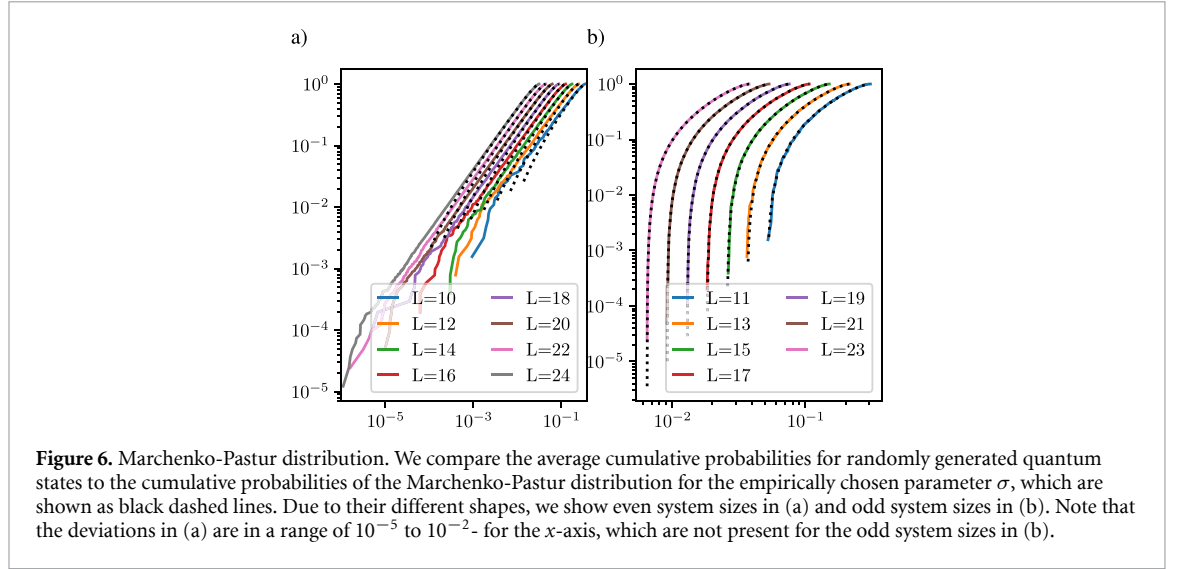 a)
b)
10⁰
10⁻¹
10⁻²
10⁻³
10⁻⁴
10⁻⁵
L=10
L=12
L=14
L=16
L=18
L=20
L=22
L=24
10⁻⁵
10⁻³
10⁻¹
10⁰
10⁻¹
10⁻²
10⁻³
10⁻⁴
10⁻⁵
L=11
L=13
L=15
L=17
L=19
L=21
L=23
10⁻²
10⁻¹
Figure 6. Marchenko-Pastur distribution. We compare the average cumulative probabilities for randomly generated quantum
states to the cumulative probabilities of the Marchenko-Pastur distribution for the empirically chosen parameter σ, which are
shown as black dashed lines. Due to their different shapes, we show even system sizes in (a) and odd system sizes in (b). Note that
the deviations in (a) are in a range of 10⁻⁵ to 10⁻²- for the x-axis, which are not present for the odd system sizes in (b).